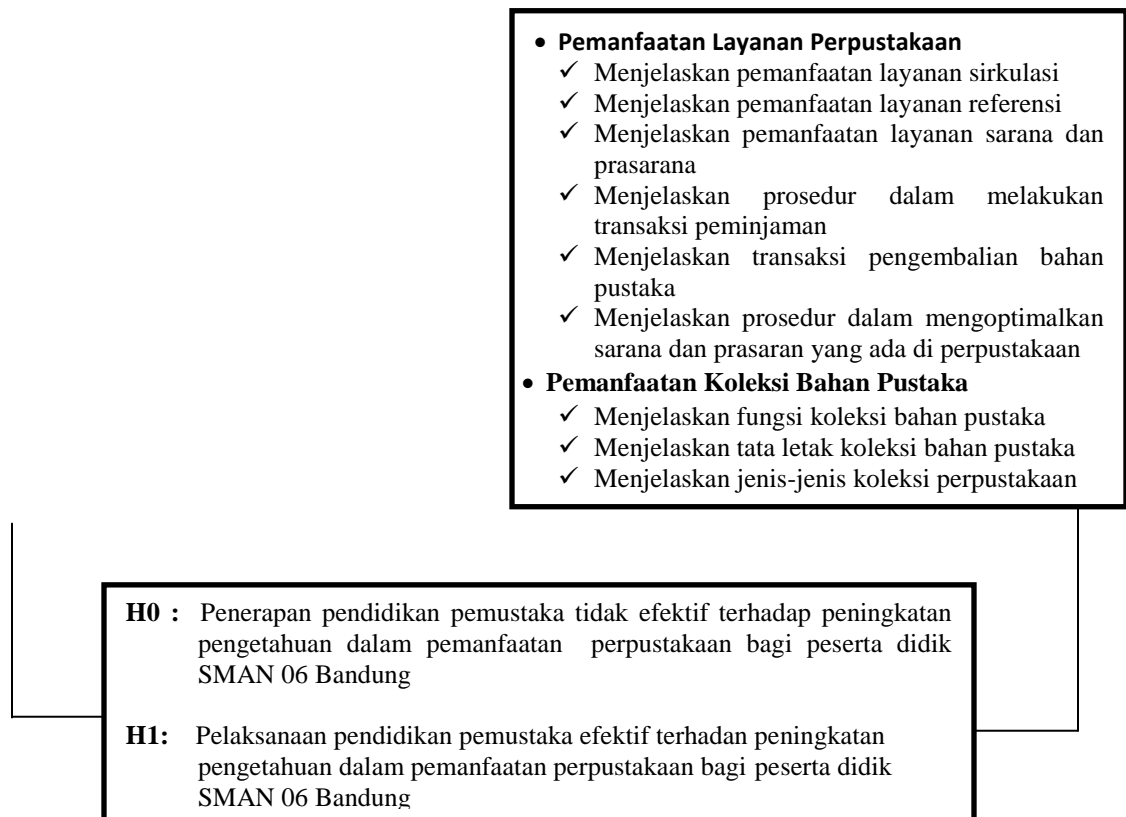 • Pemanfaatan Layanan Perpustakaan
✓ Menjelaskan pemanfaatan layanan sirkulasi
✓ Menjelaskan pemanfaatan layanan referensi
✓ Menjelaskan pemanfaatan layanan sarana dan
prasarana
✓ Menjelaskan prosedur dalam melakukan
transaksi peminjaman
✓ Menjelaskan transaksi pengembalian bahan
pustaka
✓ Menjelaskan prosedur dalam mengoptimalkan
sarana dan prasaran yang ada di perpustakaan
• Pemanfaatan Koleksi Bahan Pustaka
✓ Menjelaskan fungsi koleksi bahan pustaka
✓ Menjelaskan tata letak koleksi bahan pustaka
✓ Menjelaskan jenis-jenis koleksi perpustakaan
H0 : Penerapan pendidikan pemustaka tidak efektif terhadap peningkatan
pengetahuan dalam pemanfaatan perpustakaan bagi peserta didik
SMAN 06 Bandung
H1: Pelaksanaan pendidikan pemustaka efektif terhadan peningkatan
pengetahuan dalam pemanfaatan perpustakaan bagi peserta didik
SMAN 06 Bandung